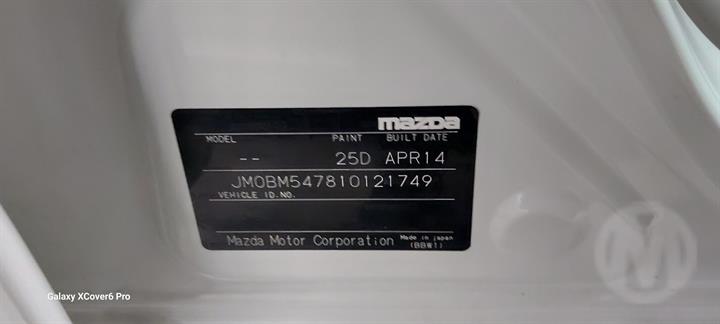 mazda
MODEL PAINT BUILT DATE
-- 25D APR14
JM0BM547810121749
VEHICLE ID.NO.
Mazda Motor Corporation Made in japan
(BBW1)
Galaxy XCover6 Pro
M